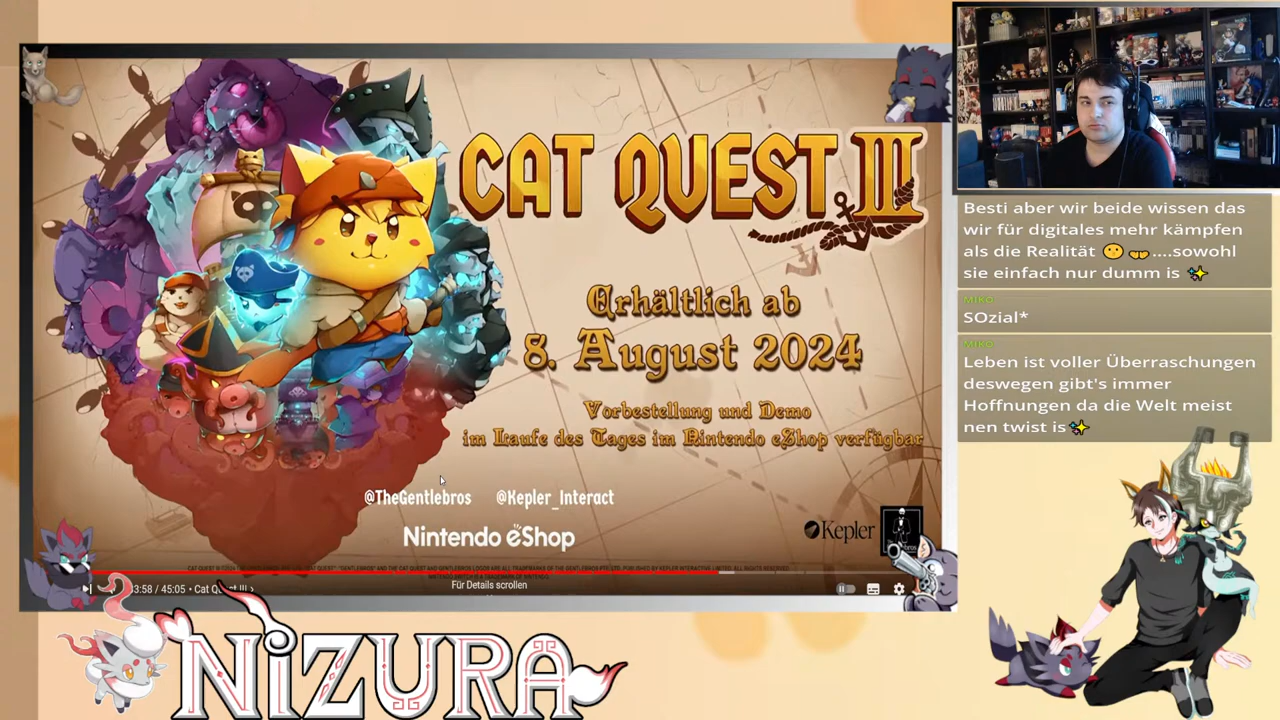 CAT QUEST III
Erhältlich ab
8. August 2024
Vorbestellung und Demo
im Laufe des Tages im Nintendo eShop verfügbar
@TheGentlebros @Kepler_Interact
Nintendo eShop
Kepler
Für Details scrollen
3:58 / 45:05 • Cat Qu
Besti aber wir beide wissen das
wir für digitales mehr kämpfen
als die Realität 😶 👐 ....sowohl
sie einfach nur dumm is ✨
MIKO
SOzial*
MIKO
Leben ist voller Überraschungen
deswegen gibt's immer
Hoffnungen da die Welt meist
nen twist is✨
NIZURA